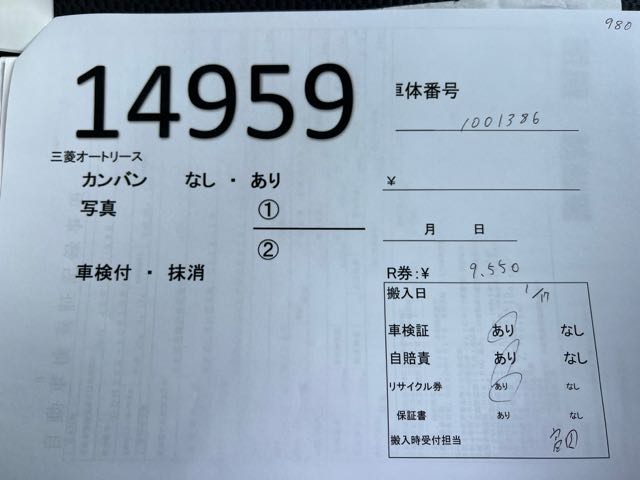 980
14959
車体番号
1001386
三菱オートリース
カンバン なし ・ あり
¥
写真 ①
②
月 日
車検付 ・ 抹消
R券:¥ 9.550
搬入日 1/17
車検証 あり なし
自賠責 あり なし
リサイクル券 あり なし
保証書 あり なし
搬入時受付担当